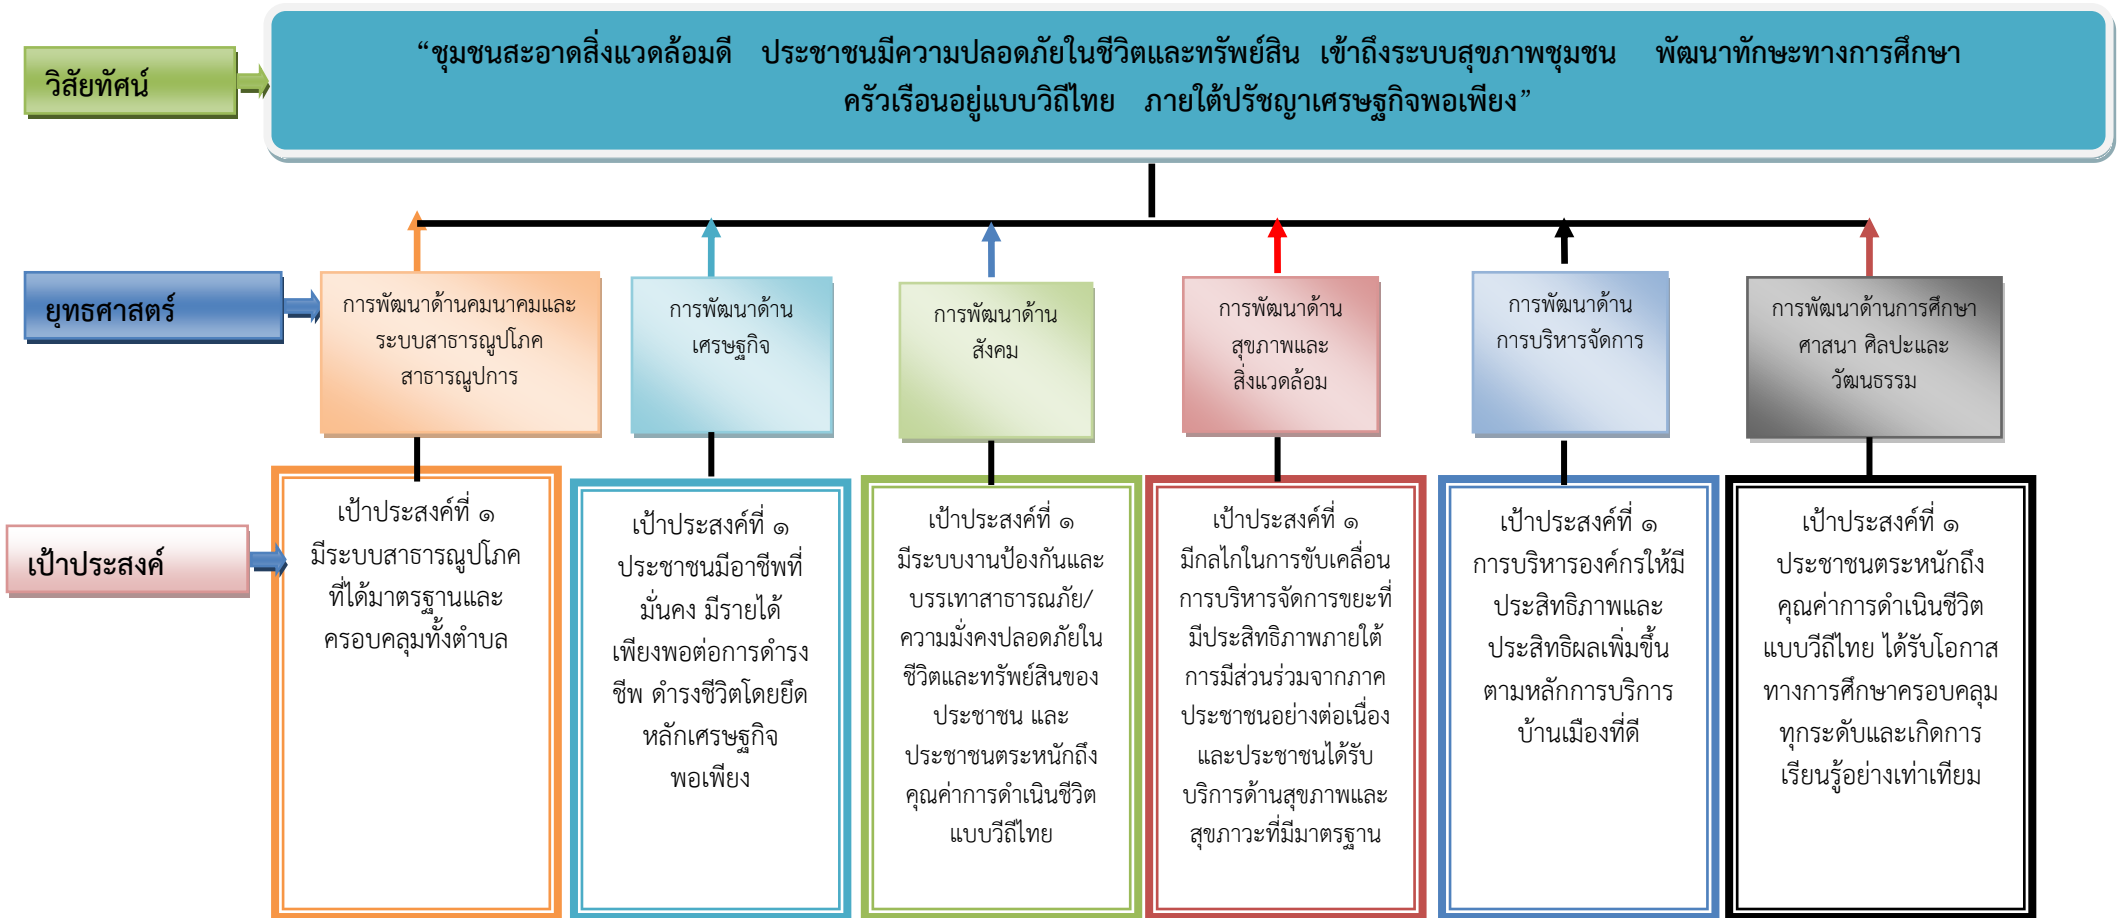 วิสัยทัศน์
“ชุมชนสะอาดสิ่งแวดล้อมดี ประชาชนมีความปลอดภัยในชีวิตและทรัพย์สิน เข้าถึงระบบสุขภาพชุมชน พัฒนาทักษะทางการศึกษา
ครัวเรือนอยู่แบบวิถีไทย ภายใต้ปรัชญาเศรษฐกิจพอเพียง”
ยุทธศาสตร์
การพัฒนาด้านคมนาคมและ
ระบบสาธารณูปโภค
สาธารณูปการ
การพัฒนาด้าน
เศรษฐกิจ
การพัฒนาด้าน
สังคม
การพัฒนาด้าน
สุขภาพและ
สิ่งแวดล้อม
การพัฒนาด้าน
การบริหารจัดการ
การพัฒนาด้านการศึกษา
ศาสนา ศิลปะและ
วัฒนธรรม
เป้าประสงค์
เป้าประสงค์ที่ ๑
มีระบบสาธารณูปโภค
ที่ได้มาตรฐานและ
ครอบคลุมทั้งตำบล
เป้าประสงค์ที่ ๑
ประชาชนมีอาชีพที่
มั่นคง มีรายได้
เพียงพอต่อการดำรง
ชีพ ดำรงชีวิตโดยยึด
หลักเศรษฐกิจ
พอเพียง
เป้าประสงค์ที่ ๑
มีระบบงานป้องกันและ
บรรเทาสาธารณภัย/
ความมั่งคงปลอดภัยใน
ชีวิตและทรัพย์สินของ
ประชาชน และ
ประชาชนตระหนักถึง
คุณค่าการดำเนินชีวิต
แบบวีถีไทย
เป้าประสงค์ที่ ๑
มีกลไกในการขับเคลื่อน
การบริหารจัดการขยะที่
มีประสิทธิภาพภายใต้
การมีส่วนร่วมจากภาค
ประชาชนอย่างต่อเนื่อง
และประชาชนได้รับ
บริการด้านสุขภาพและ
สุขภาวะที่มีมาตรฐาน
เป้าประสงค์ที่ ๑
การบริหารองค์กรให้มี
ประสิทธิภาพและ
ประสิทธิผลเพิ่มขึ้น
ตามหลักการบริการ
บ้านเมืองที่ดี
เป้าประสงค์ที่ ๑
ประชาชนตระหนักถึง
คุณค่าการดำเนินชีวิต
แบบวีถีไทย ได้รับโอกาส
ทางการศึกษาครอบคลุม
ทุกระดับและเกิดการ
เรียนรู้อย่างเท่าเทียม